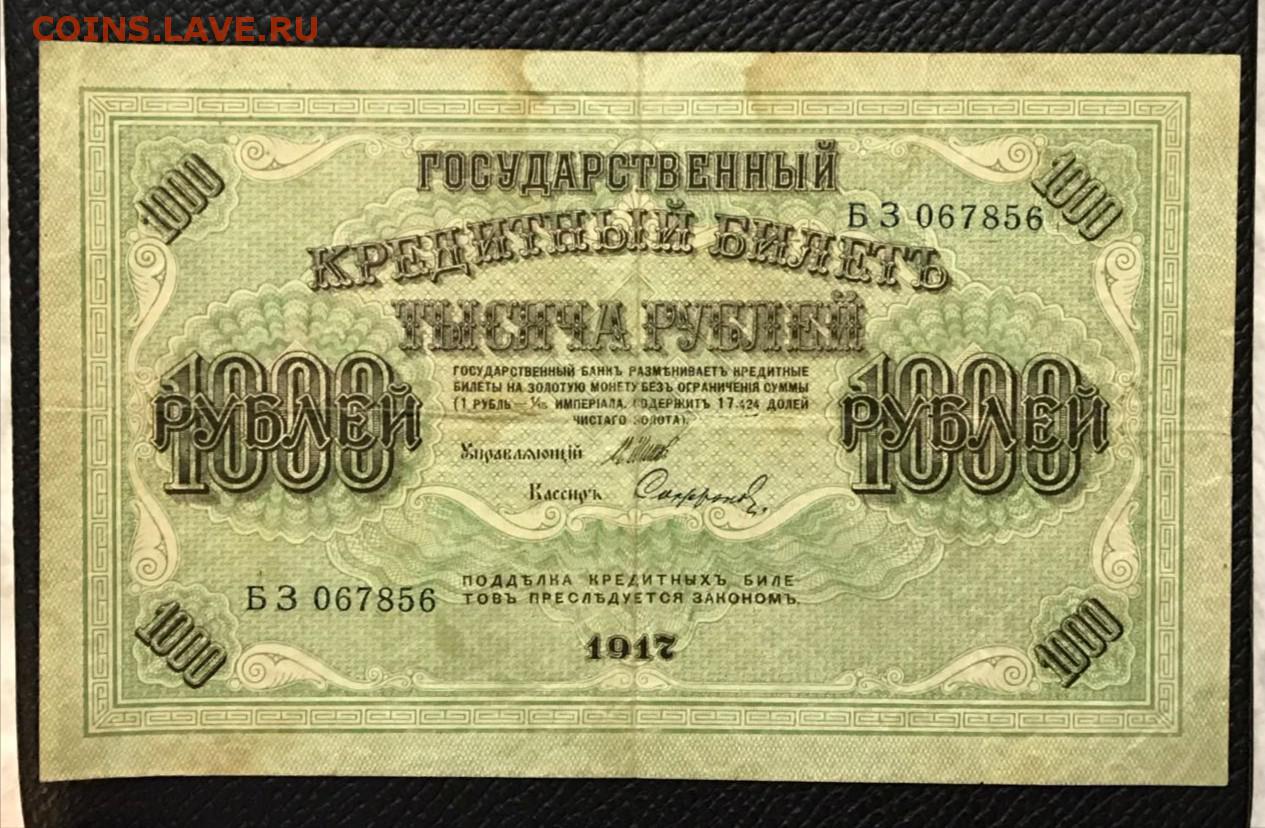 COINS.LAVE.RU
1000 1000
ГОСУДАРСТВЕННЫЙ
БЗ 067856
КРЕДИТНЫЙ БИЛЕТЪ
ТЫСЯЧА РУБЛЕЙ
1000 РУБЛЕЙ
1000 РУБЛЕЙ
ГОСУДАРСТВЕННЫЙ БАНКЪ РАЗМѢНИВАЕТЪ КРЕДИТНЫЕ
БИЛЕТЫ НА ЗОЛОТУЮ МОНЕТУ БЕЗЪ ОГРАНИЧЕНІЯ СУММЫ
(1 РУБЛЬ = 1/15 ИМПЕРІАЛА, СОДЕРЖИТЪ 17.424 ДОЛЕЙ
ЧИСТАГО ЗОЛОТА).
Управляющій
Кассиръ
БЗ 067856
ПОДДѢЛКА КРЕДИТНЫХЪ БИЛЕ-
ТОВЪ ПРЕСЛѢДУЕТСЯ ЗАКОНОМЪ.
1917
1000 1000